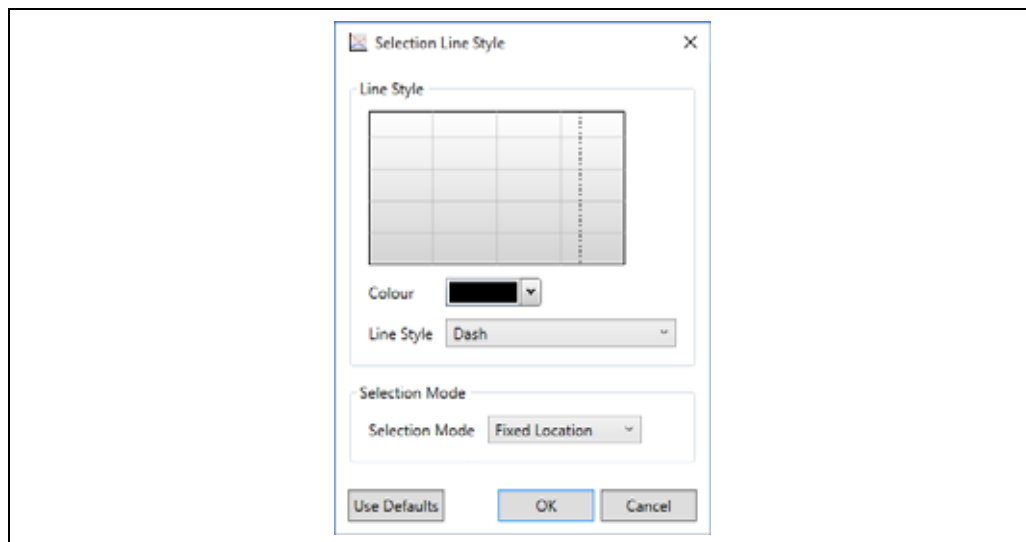 Selection Line Style
Line Style
Colour
Line Style Dash
Selection Mode
Selection Mode Fixed Location
Use Defaults OK Cancel